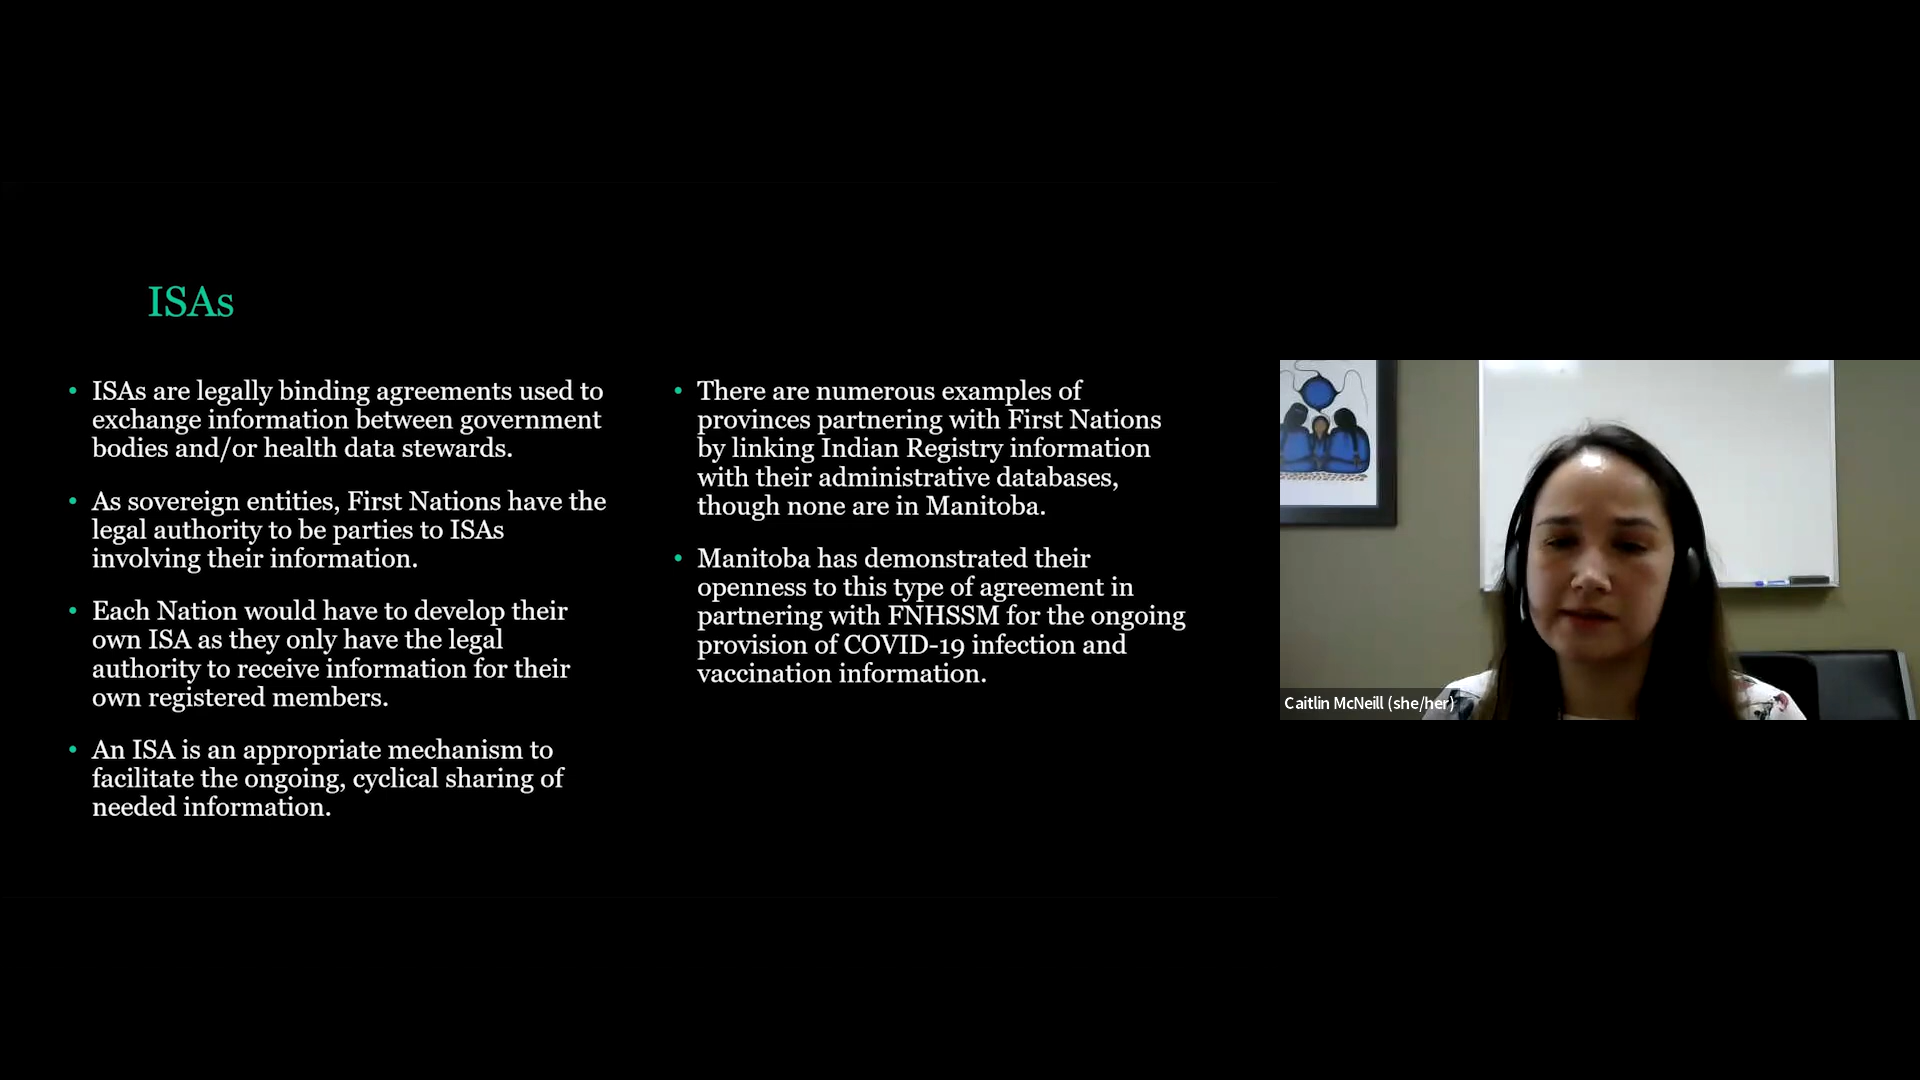 ISAs
• ISAs are legally binding agreements used to
exchange information between government
bodies and/or health data stewards.
• As sovereign entities, First Nations have the
legal authority to be parties to ISAs
involving their information.
• Each Nation would have to develop their
own ISA as they only have the legal
authority to receive information for their
own registered members.
• An ISA is an appropriate mechanism to
facilitate the ongoing, cyclical sharing of
needed information.
• There are numerous examples of
provinces partnering with First Nations
by linking Indian Registry information
with their administrative databases,
though none are in Manitoba.
• Manitoba has demonstrated their
openness to this type of agreement in
partnering with FNHSSM for the ongoing
provision of COVID-19 infection and
vaccination information.
Caitlin McNeill (she/her)